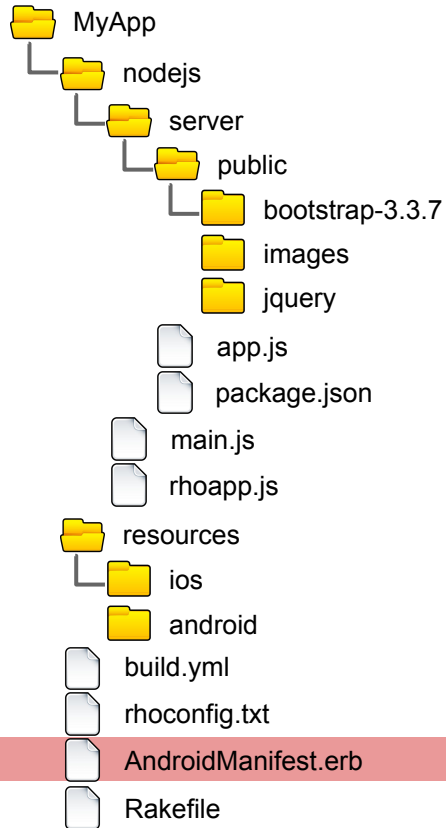 MyApp
nodejs
server
public
bootstrap-3.3.7
images
jquery
app.js
package.json
main.js
rhoapp.js
resources
ios
android
build.yml
rhoconfig.txt
AndroidManifest.erb
Rakefile